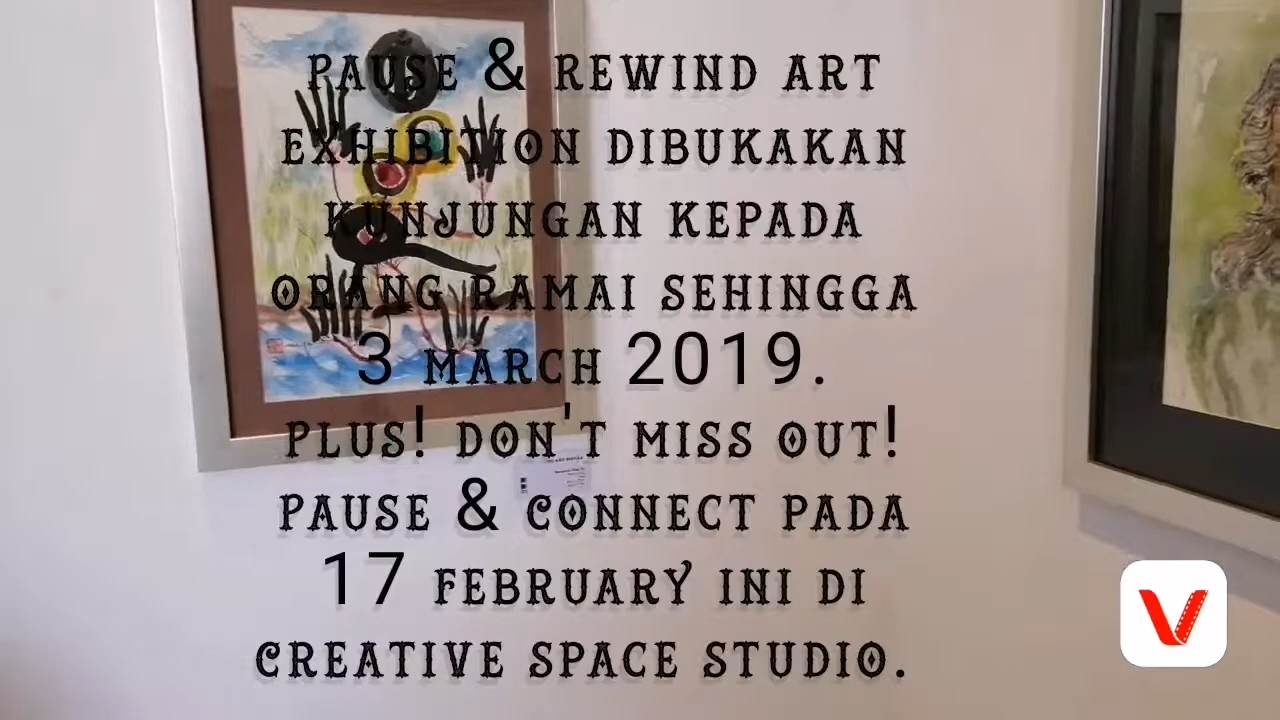 PAUSE & REWIND ART
EXHIBITION DIBUKAKAN
KUNJUNGAN KEPADA
ORANG RAMAI SEHINGGA
3 MARCH 2019.
PLUS! DON'T MISS OUT!
PAUSE & CONNECT PADA
17 FEBRUARY INI DI
CREATIVE SPACE STUDIO.
V